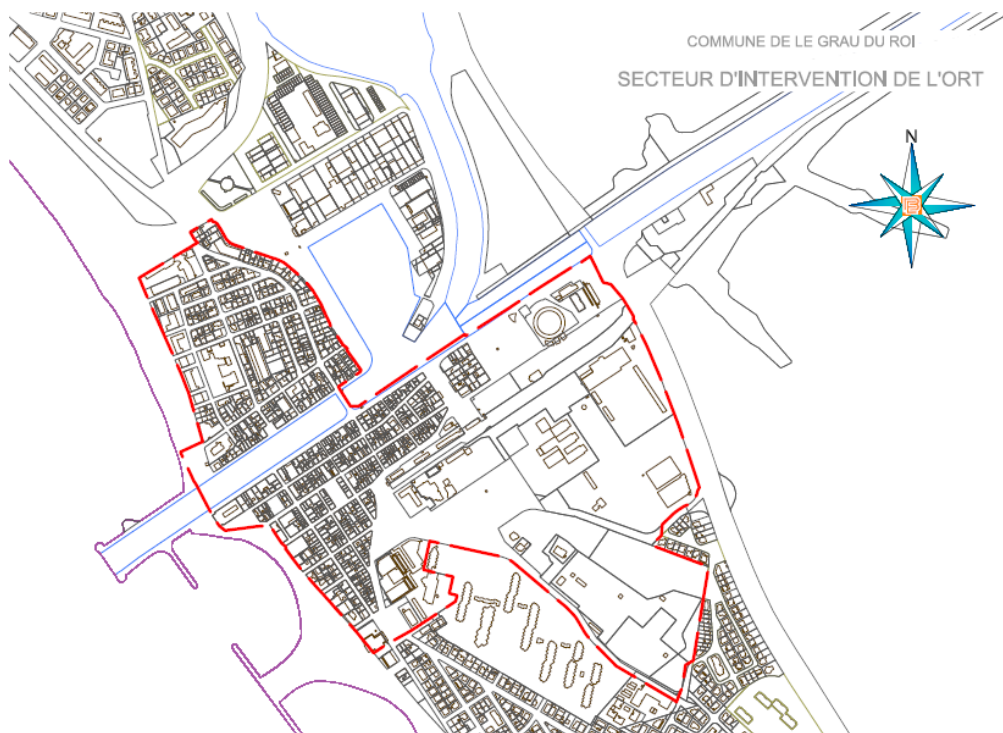 COMMUNE DE LE GRAU DU ROI
SECTEUR D'INTERVENTION DE L'ORT
N